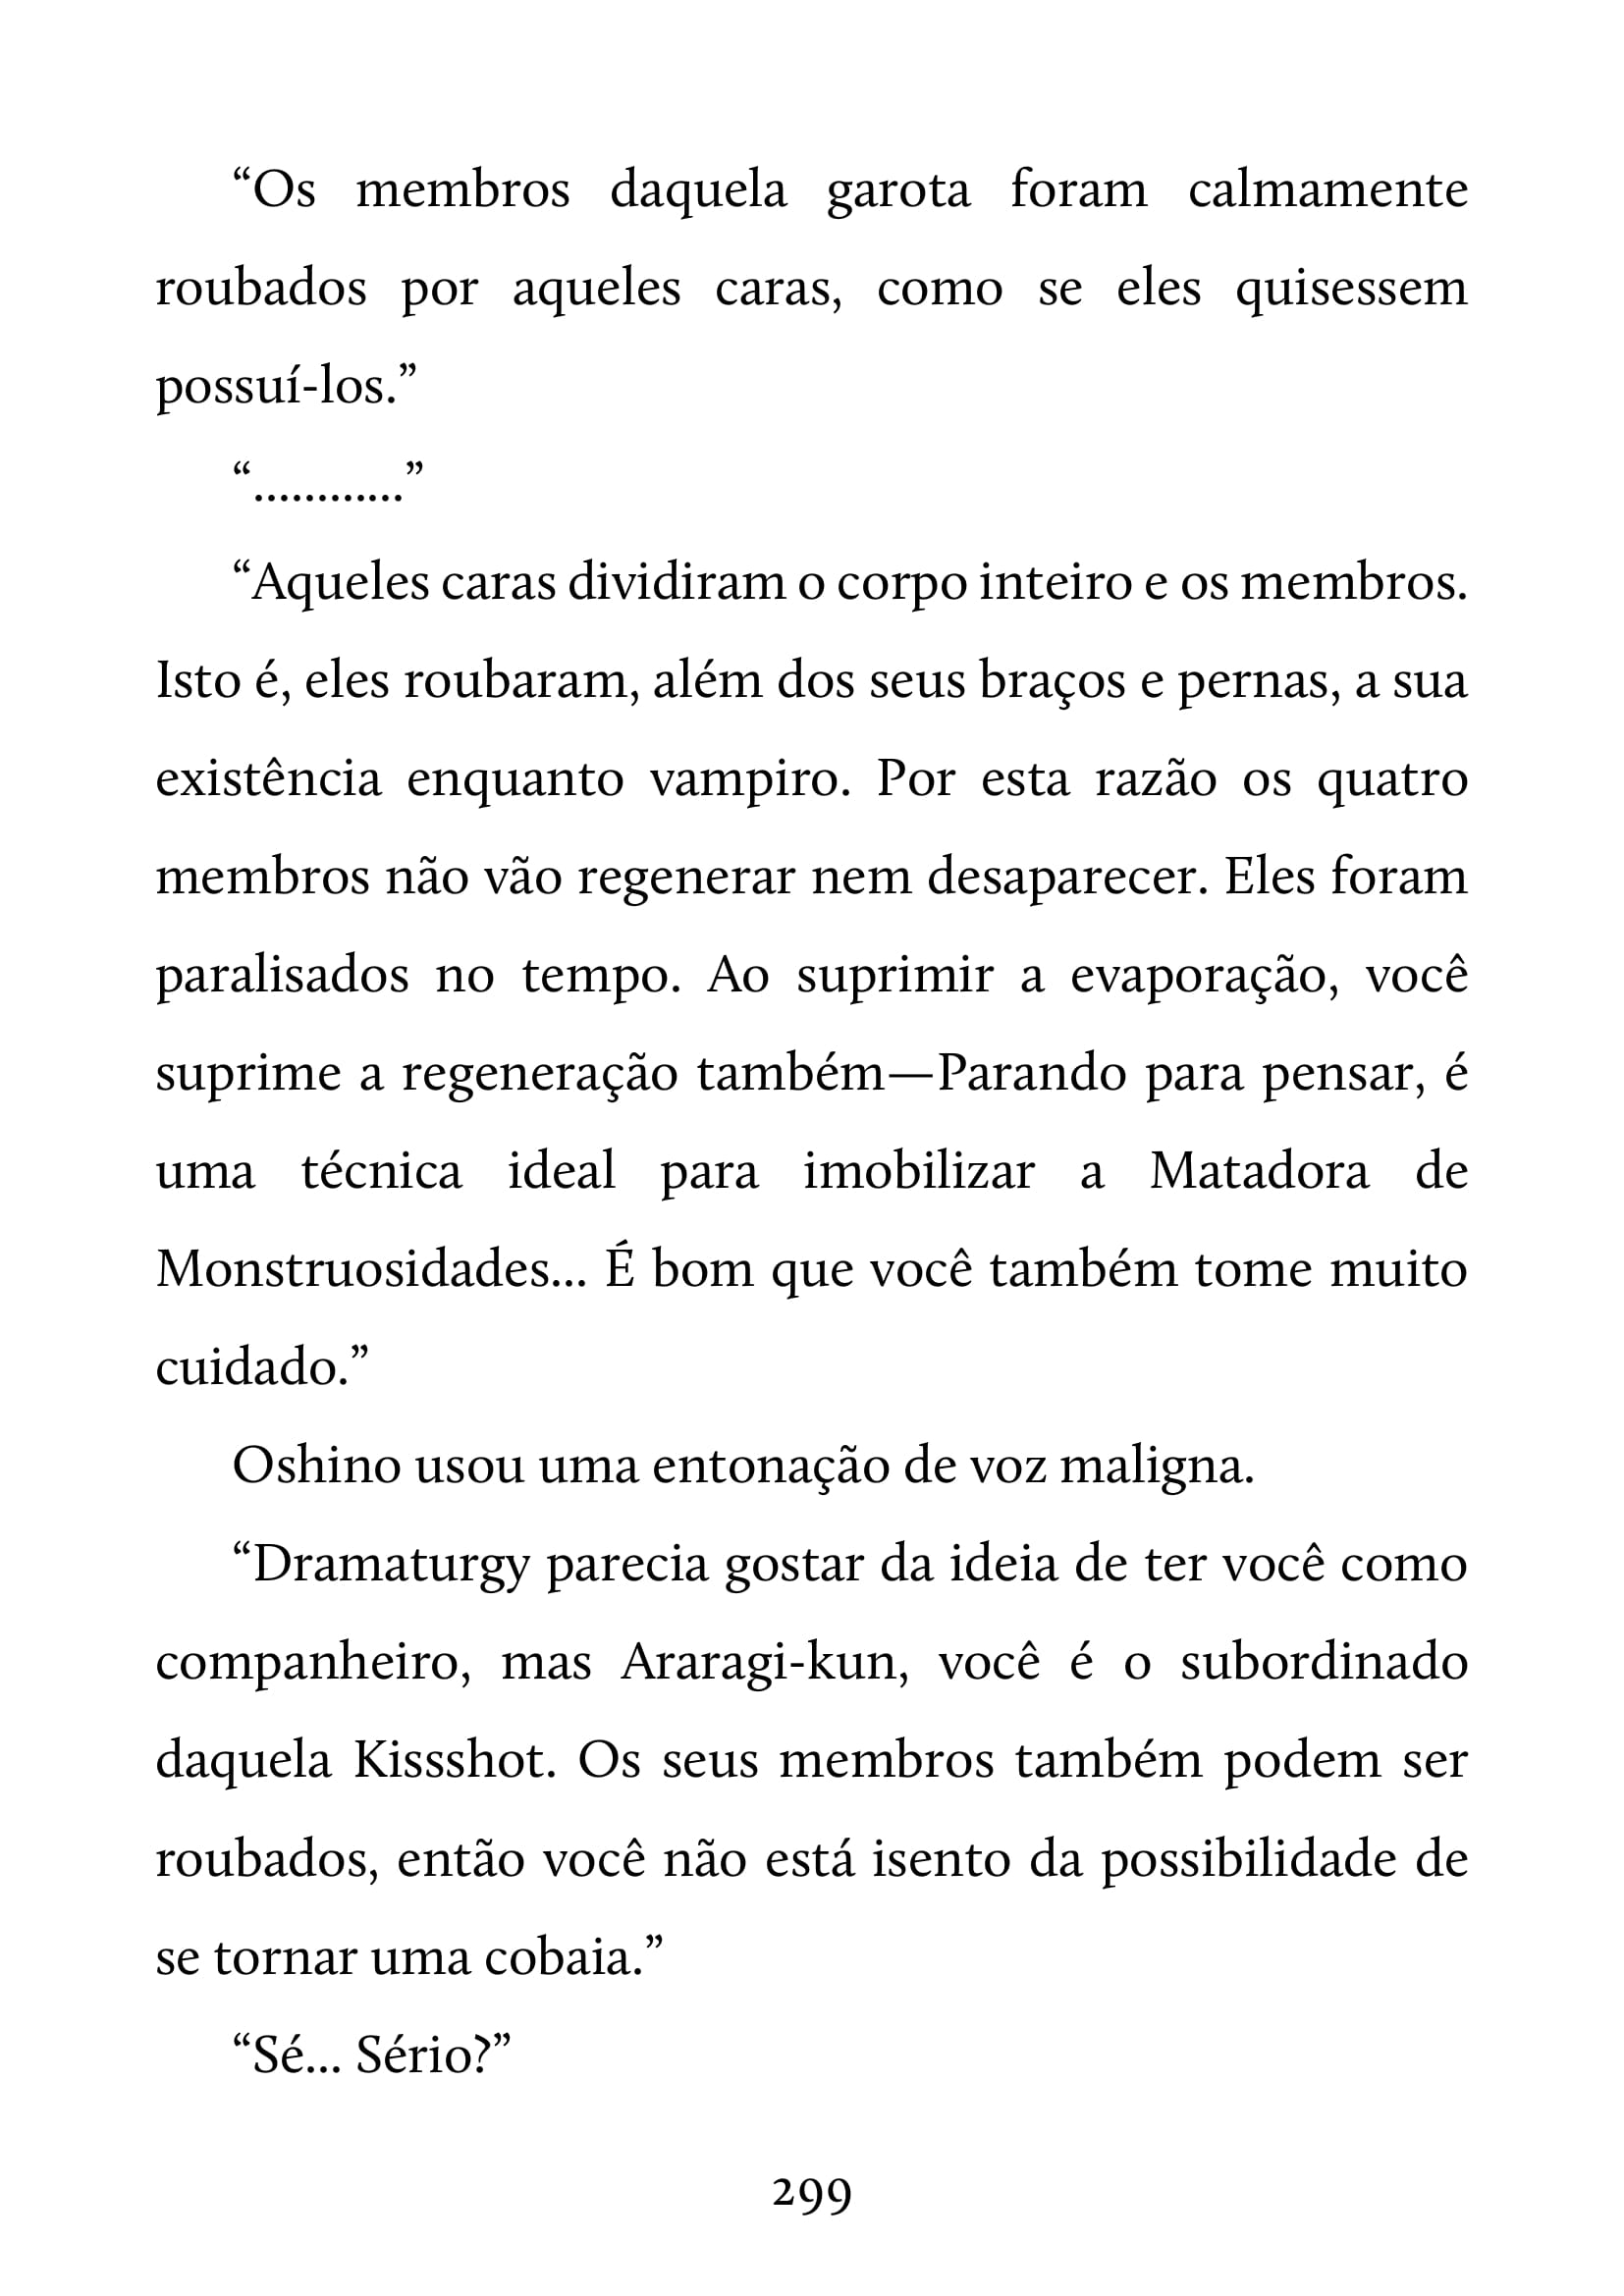 “Os membros daquela garota foram calmamente
roubados por aqueles caras, como se eles quisessem
possuí-los.”
“............”
“Aqueles caras dividiram o corpo inteiro e os membros.
Isto é, eles roubaram, além dos seus braços e pernas, a sua
existência enquanto vampiro. Por esta razão os quatro
membros não vão regenerar nem desaparecer. Eles foram
paralisados no tempo. Ao suprimir a evaporação, você
suprime a regeneração também—Parando para pensar, é
uma técnica ideal para imobilizar a Matadora de
Monstruosidades... É bom que você também tome muito
cuidado.”
Oshino usou uma entonação de voz maligna.
“Dramaturgy parecia gostar da ideia de ter você como
companheiro, mas Araragi-kun, você é o subordinado
daquela Kissshot. Os seus membros também podem ser
roubados, então você não está isento da possibilidade de
se tornar uma cobaia.”
“Sé... Sério?”
299